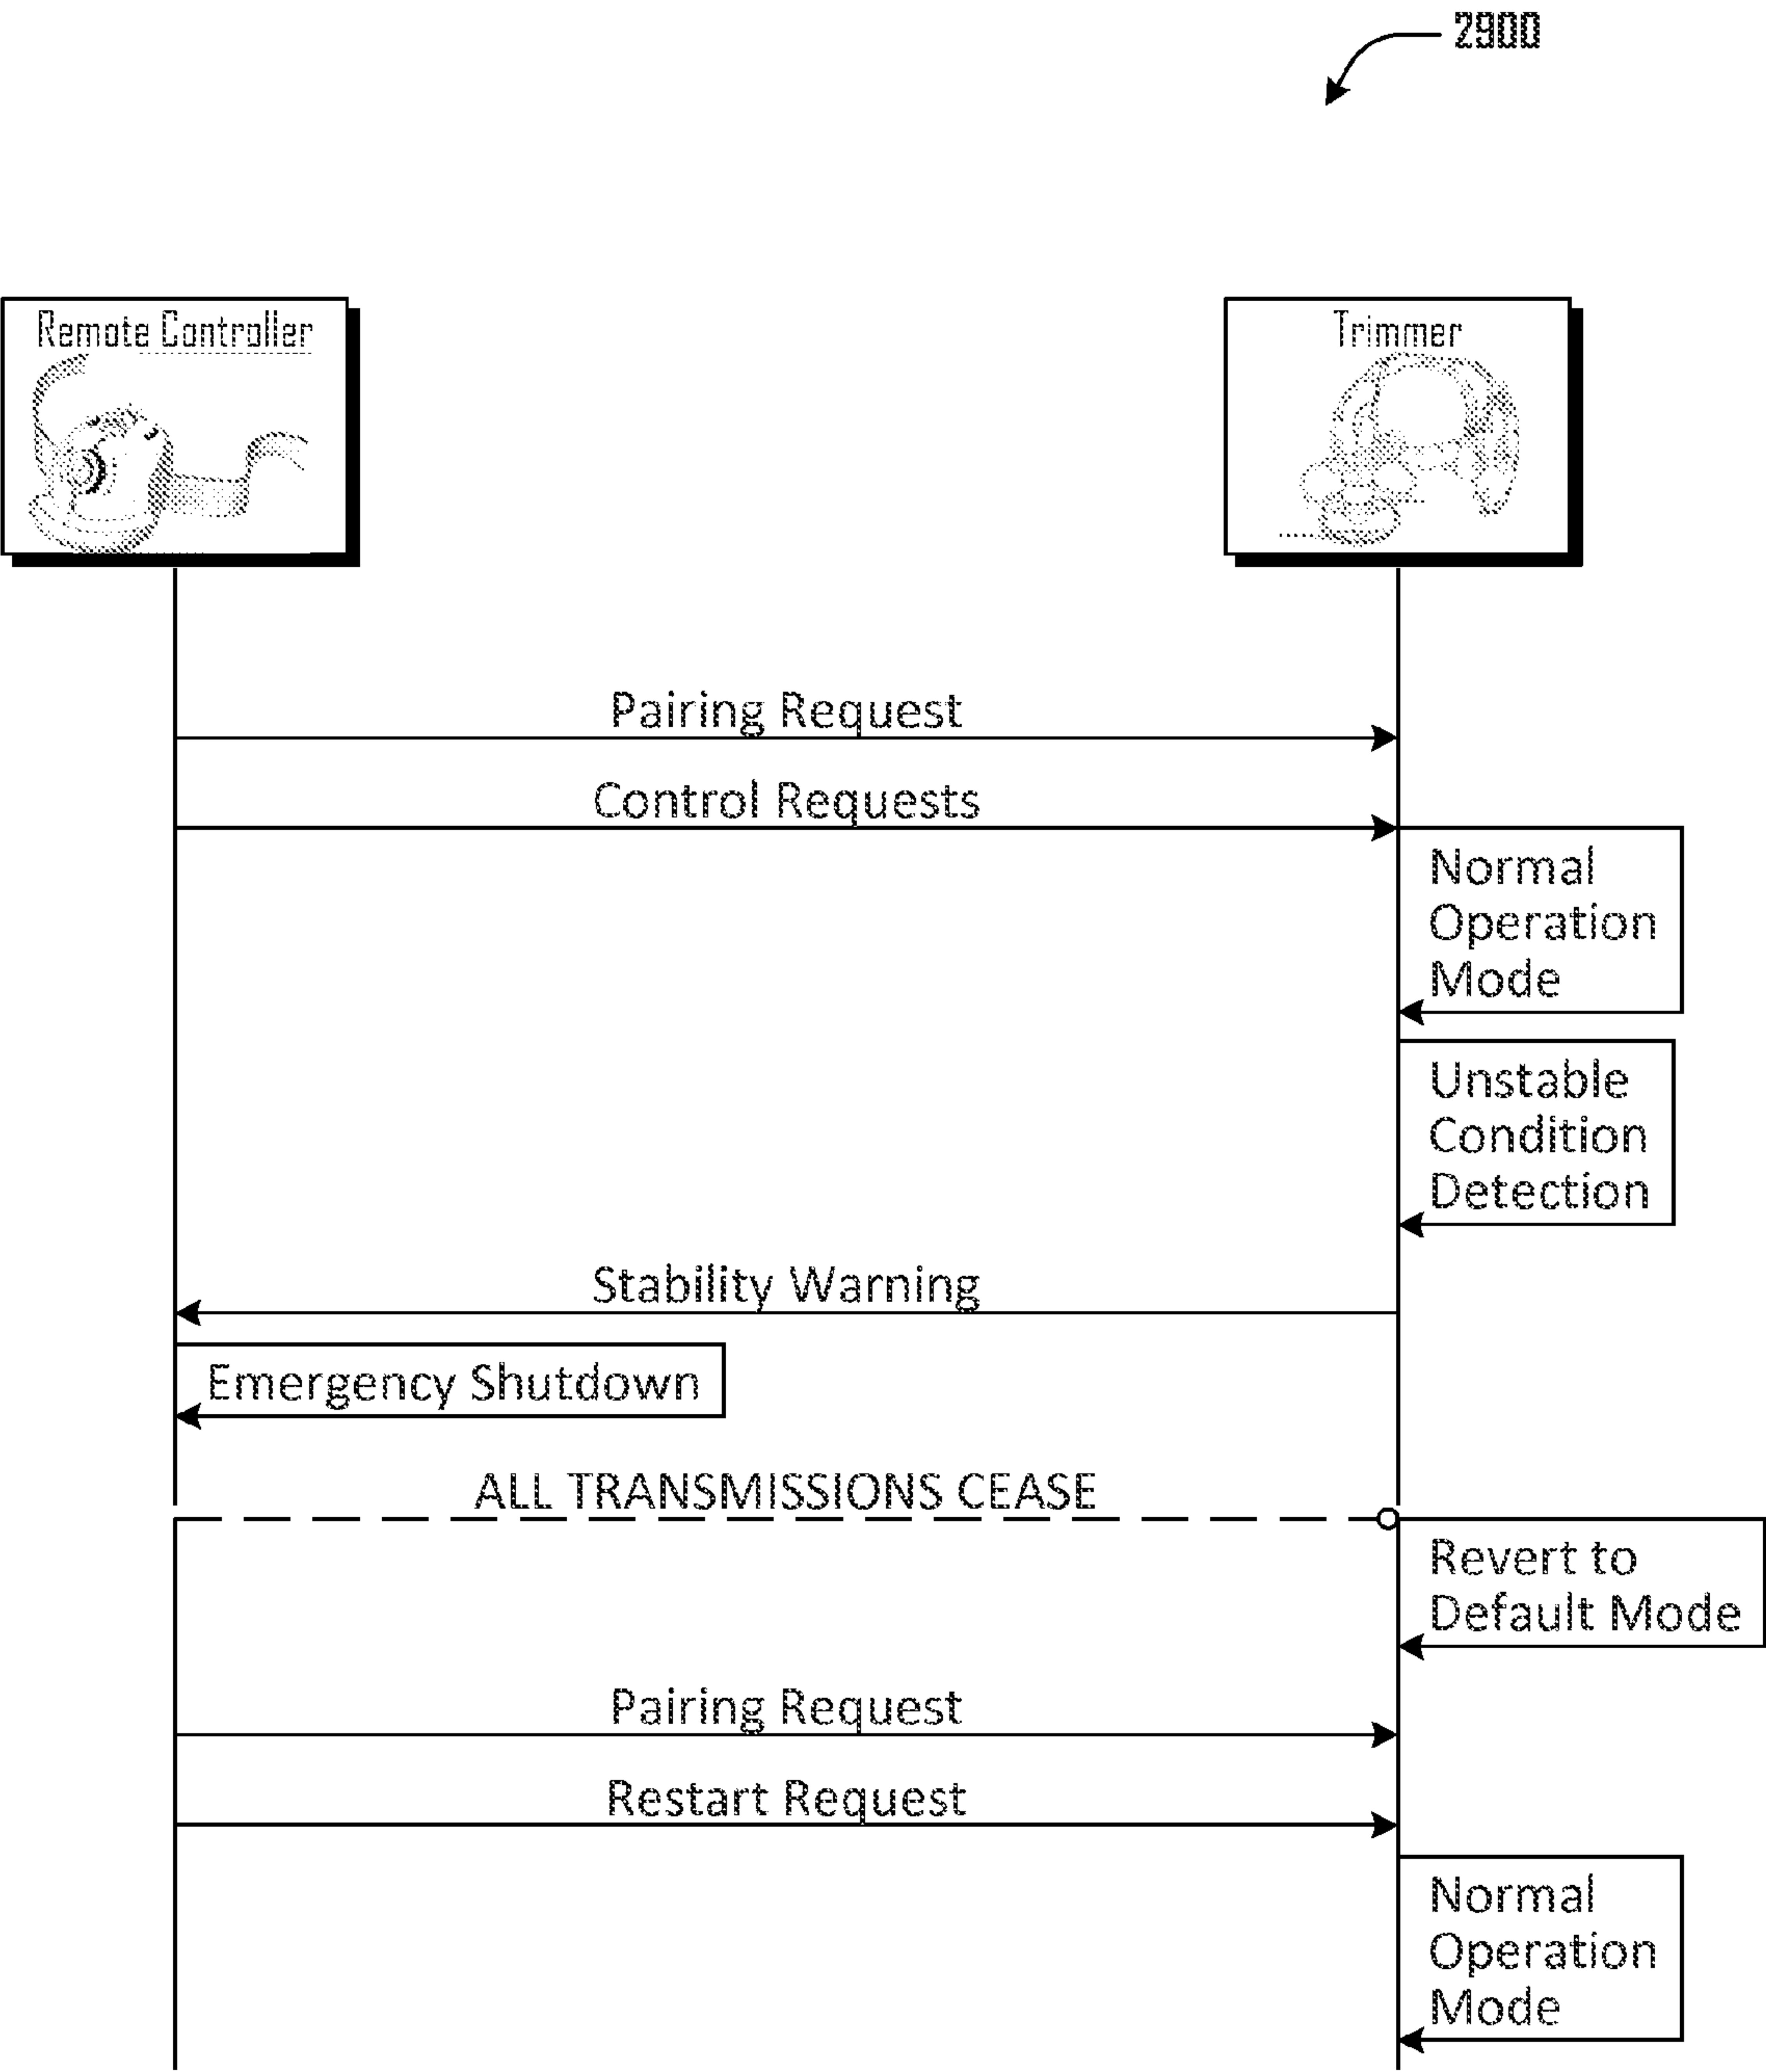 2900
Remote Controller
Trimmer
Pairing Request
Control Requests
Normal
Operation
Mode
Unstable
Condition
Detection
Stability Warning
Emergency Shutdown
ALL TRANSMISSIONS CEASE
Revert to
Default Mode
Pairing Request
Restart Request
Normal
Operation
Mode